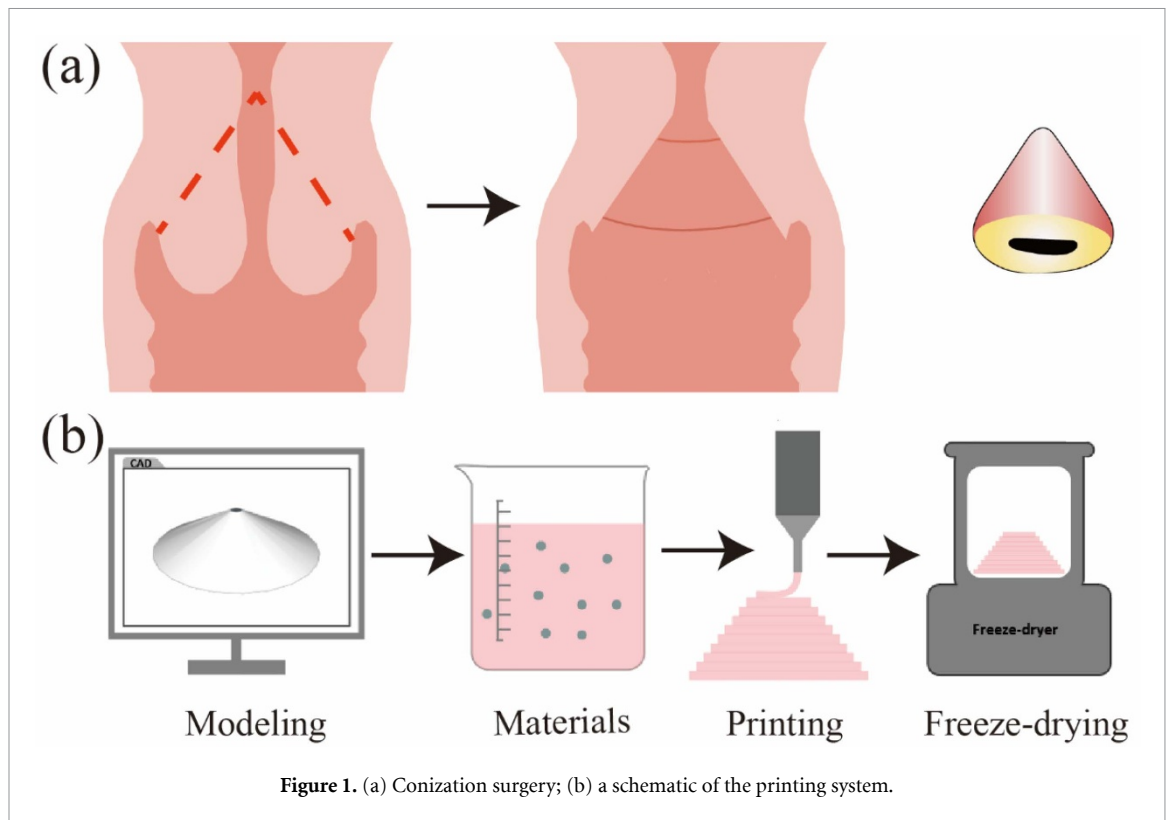 (a)
(b)
CAD
Freeze-dryer
Modeling
Materials
Printing
Freeze-drying
Figure 1. (a) Conization surgery; (b) a schematic of the printing system.